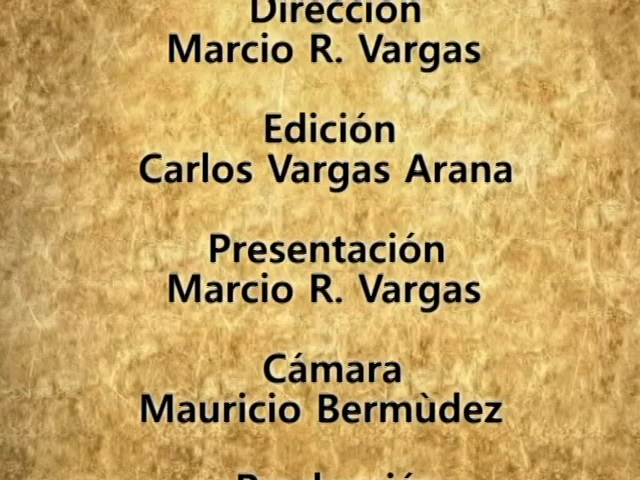 Dirección
Marcio R. Vargas
Edición
Carlos Vargas Arana
Presentación
Marcio R. Vargas
Cámara
Mauricio Bermùdez